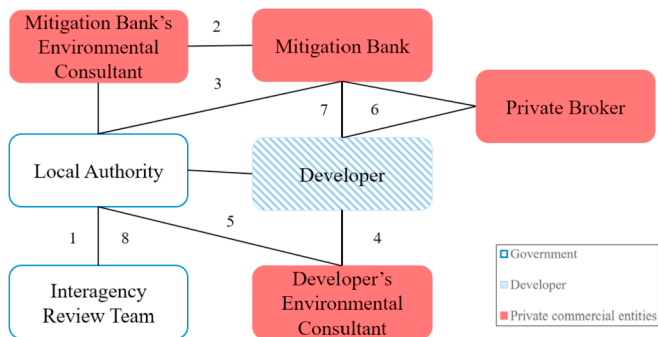 Mitigation Bank's
Environmental
Consultant
2
Mitigation Bank
3
7
6
Private Broker
Local Authority
Developer
5
1
8
4
Interagency
Review Team
Developer's
Environmental
Consultant
Government
Developer
Private commercial entities